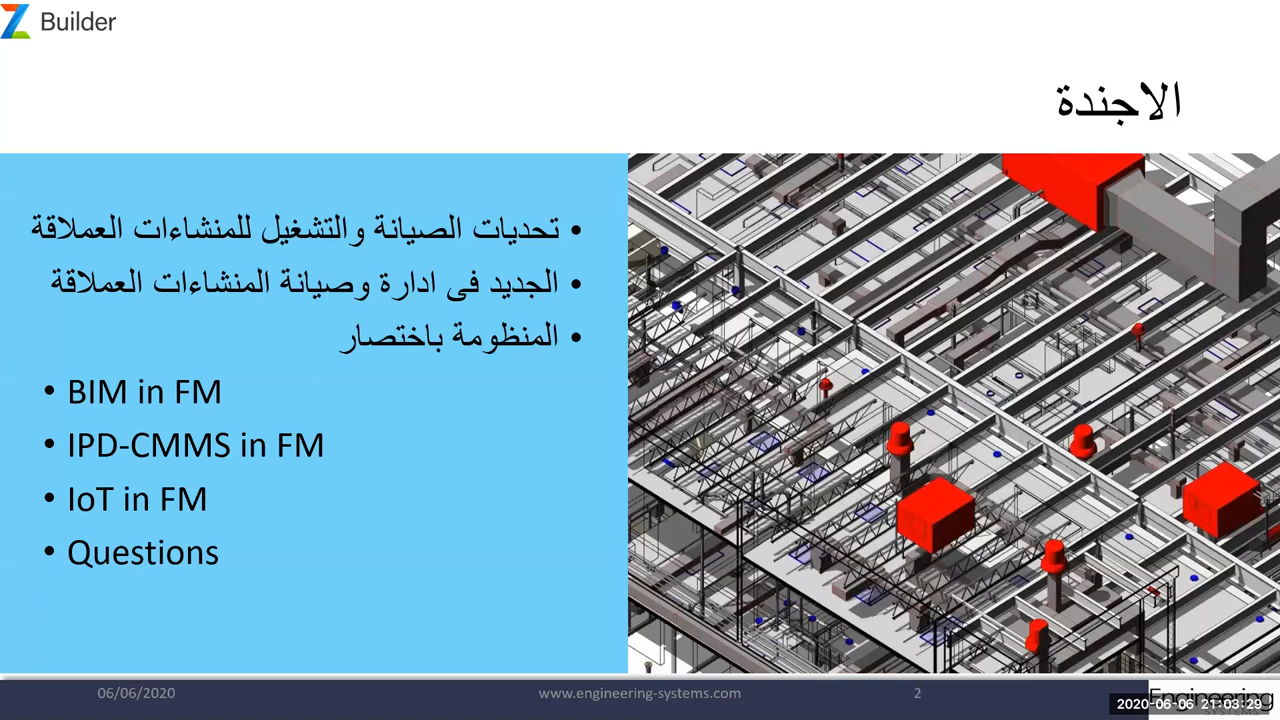 Builder
الاجندة
• تحديات الصيانة والتشغيل للمنشاءات العملاقة
• الجديد فى ادارة وصيانة المنشاءات العملاقة
• المنظومة باختصار
• BIM in FM
• IPD-CMMS in FM
• IoT in FM
• Questions
06/06/2020
www.engineering-systems.com
2
Engineering
2020-06-06 21:03:29